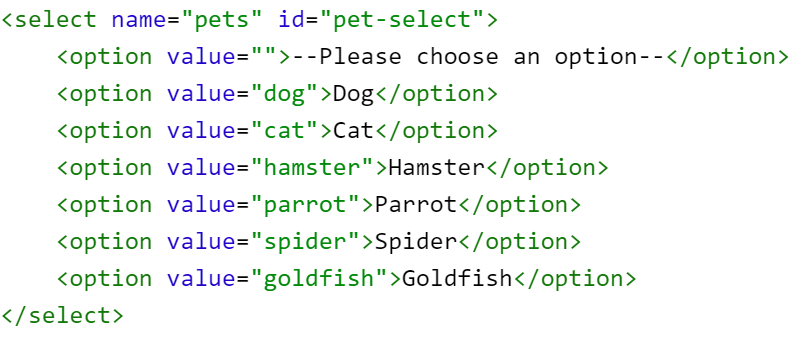 <select name="pets" id="pet-select">
    <option value="">--Please choose an option--</option>
    <option value="dog">Dog</option>
    <option value="cat">Cat</option>
    <option value="hamster">Hamster</option>
    <option value="parrot">Parrot</option>
    <option value="spider">Spider</option>
    <option value="goldfish">Goldfish</option>
</select>